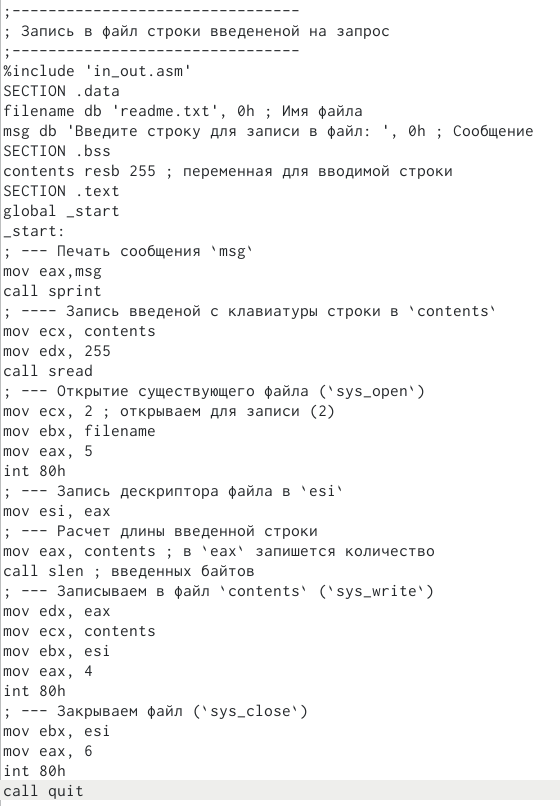 ;--------------------------------
; Запись в файл строки введененой на запрос
;--------------------------------
%include 'in_out.asm'
SECTION .data
filename db 'readme.txt', 0h ; Имя файла
msg db 'Введите строку для записи в файл: ', 0h ; Сообщение
SECTION .bss
contents resb 255 ; переменная для вводимой строки
SECTION .text
global _start
_start:
; --- Печать сообщения `msg`
mov eax,msg
call sprint
; ---- Запись введеной с клавиатуры строки в `contents`
mov ecx, contents
mov edx, 255
call sread
; --- Открытие существующего файла (`sys_open`)
mov ecx, 2 ; открываем для записи (2)
mov ebx, filename
mov eax, 5
int 80h
; --- Запись дескриптора файла в `esi`
mov esi, eax
; --- Расчет длины введенной строки
mov eax, contents ; в `eax` запишется количество
call slen ; введенных байтов
; --- Записываем в файл `contents` (`sys_write`)
mov edx, eax
mov ecx, contents
mov ebx, esi
mov eax, 4
int 80h
; --- Закрываем файл (`sys_close`)
mov ebx, esi
mov eax, 6
int 80h
call quit